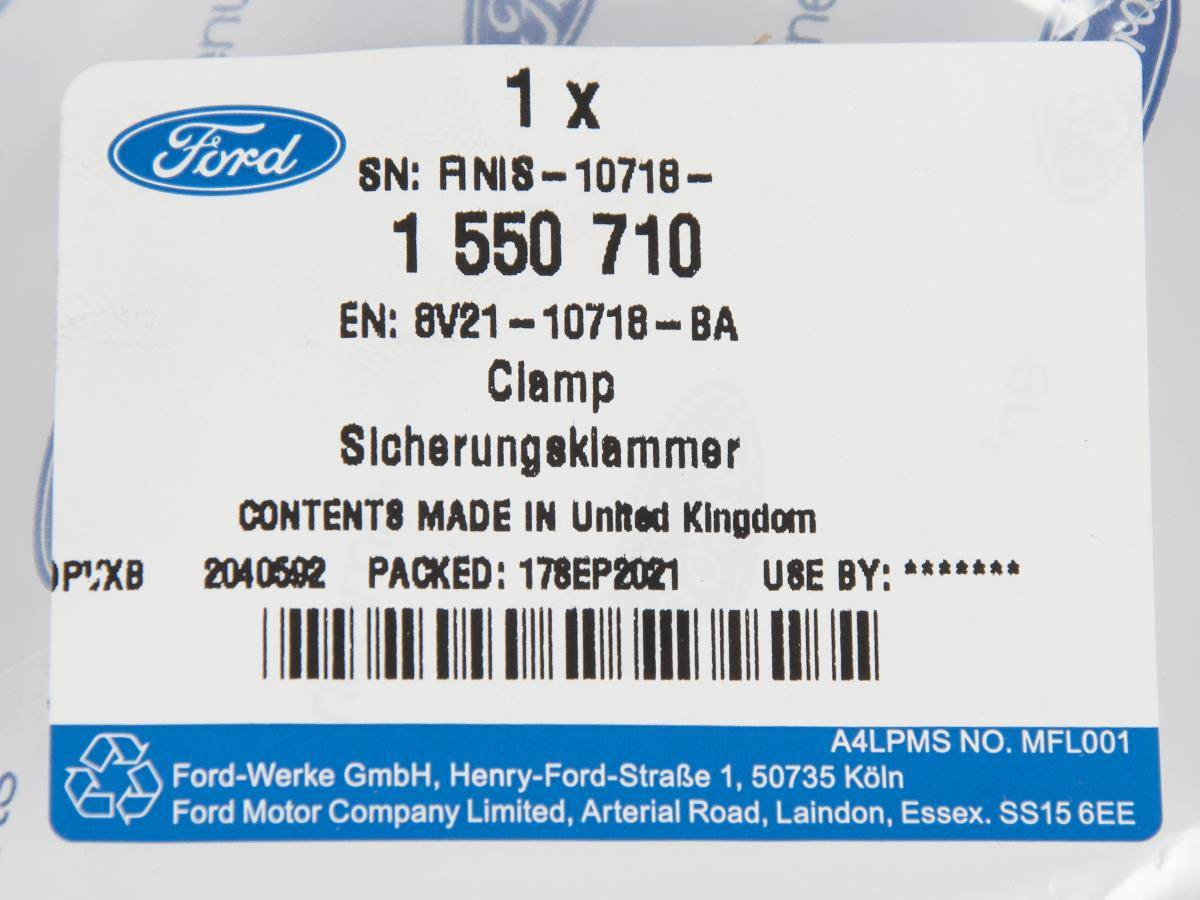 1 x
Ford
SN: FINIS-10718-
1 550 710
EN: 8V21-10718-BA
Clamp
Sicherungsklammer
CONTENTS MADE IN United Kingdom
2040592 PACKED: 17SEP2021 USE BY: *******
A4LPMS NO. MFL001
Ford-Werke GmbH, Henry-Ford-Straße 1, 50735 Köln
Ford Motor Company Limited, Arterial Road, Laindon, Essex. SS15 6EE